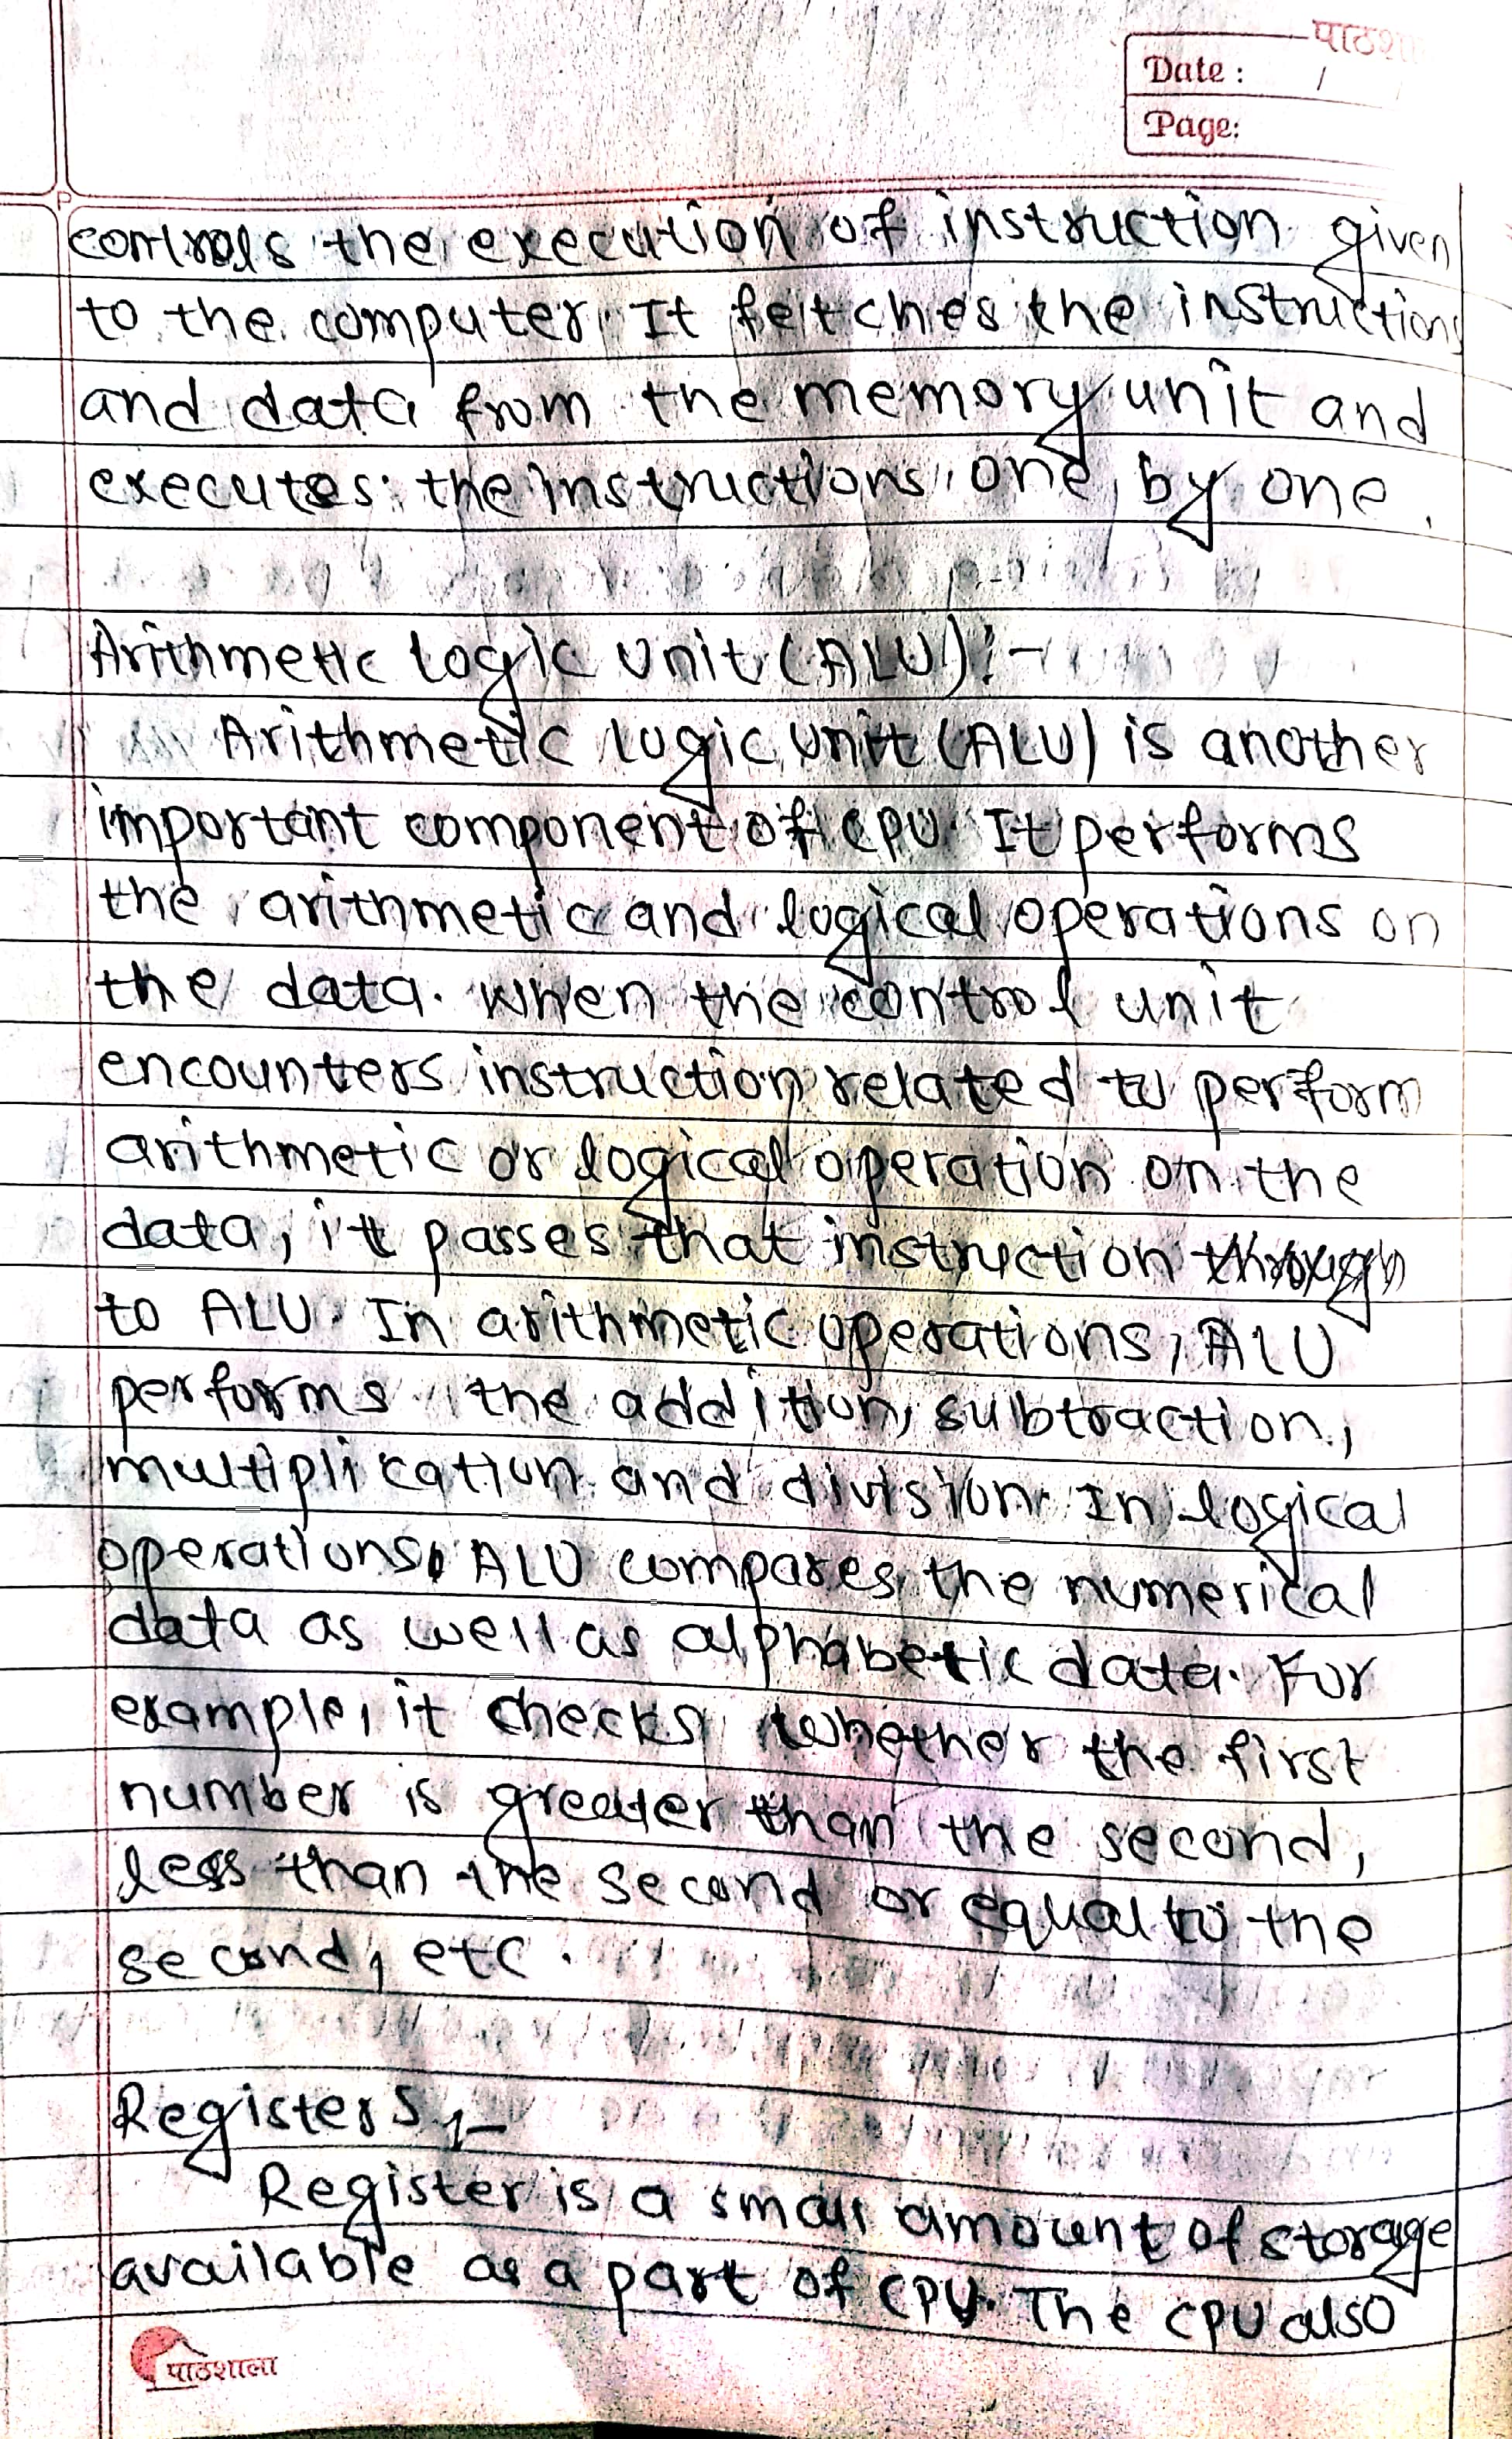 पाठशा
Date : /
Page:
P
controls the execution of instruction given
to the computer. It fetches the instructions
and data from the memory unit and
executes the instructions one by one.
Arithmetic Logic Unit (ALU):-
Arithmetic logic unit (ALU) is another
important component of CPU. It performs
the arithmetic and logical operations on
the data. When the control unit
encounters instruction related to perform
arithmetic or logical operation on the
data, it passes that instruction through
to ALU. In arithmetic operations, ALU
performs the addition, subtraction,
multiplication and division. In logical
operations, ALU compares the numerical
data as well as alphabetic data. For
example, it checks whether the first
number is greater than the second,
less than the second or equal to the
second, etc.
Registers :-
Register is a small amount of storage
available as a part of CPU. The CPU also
पाठशाला